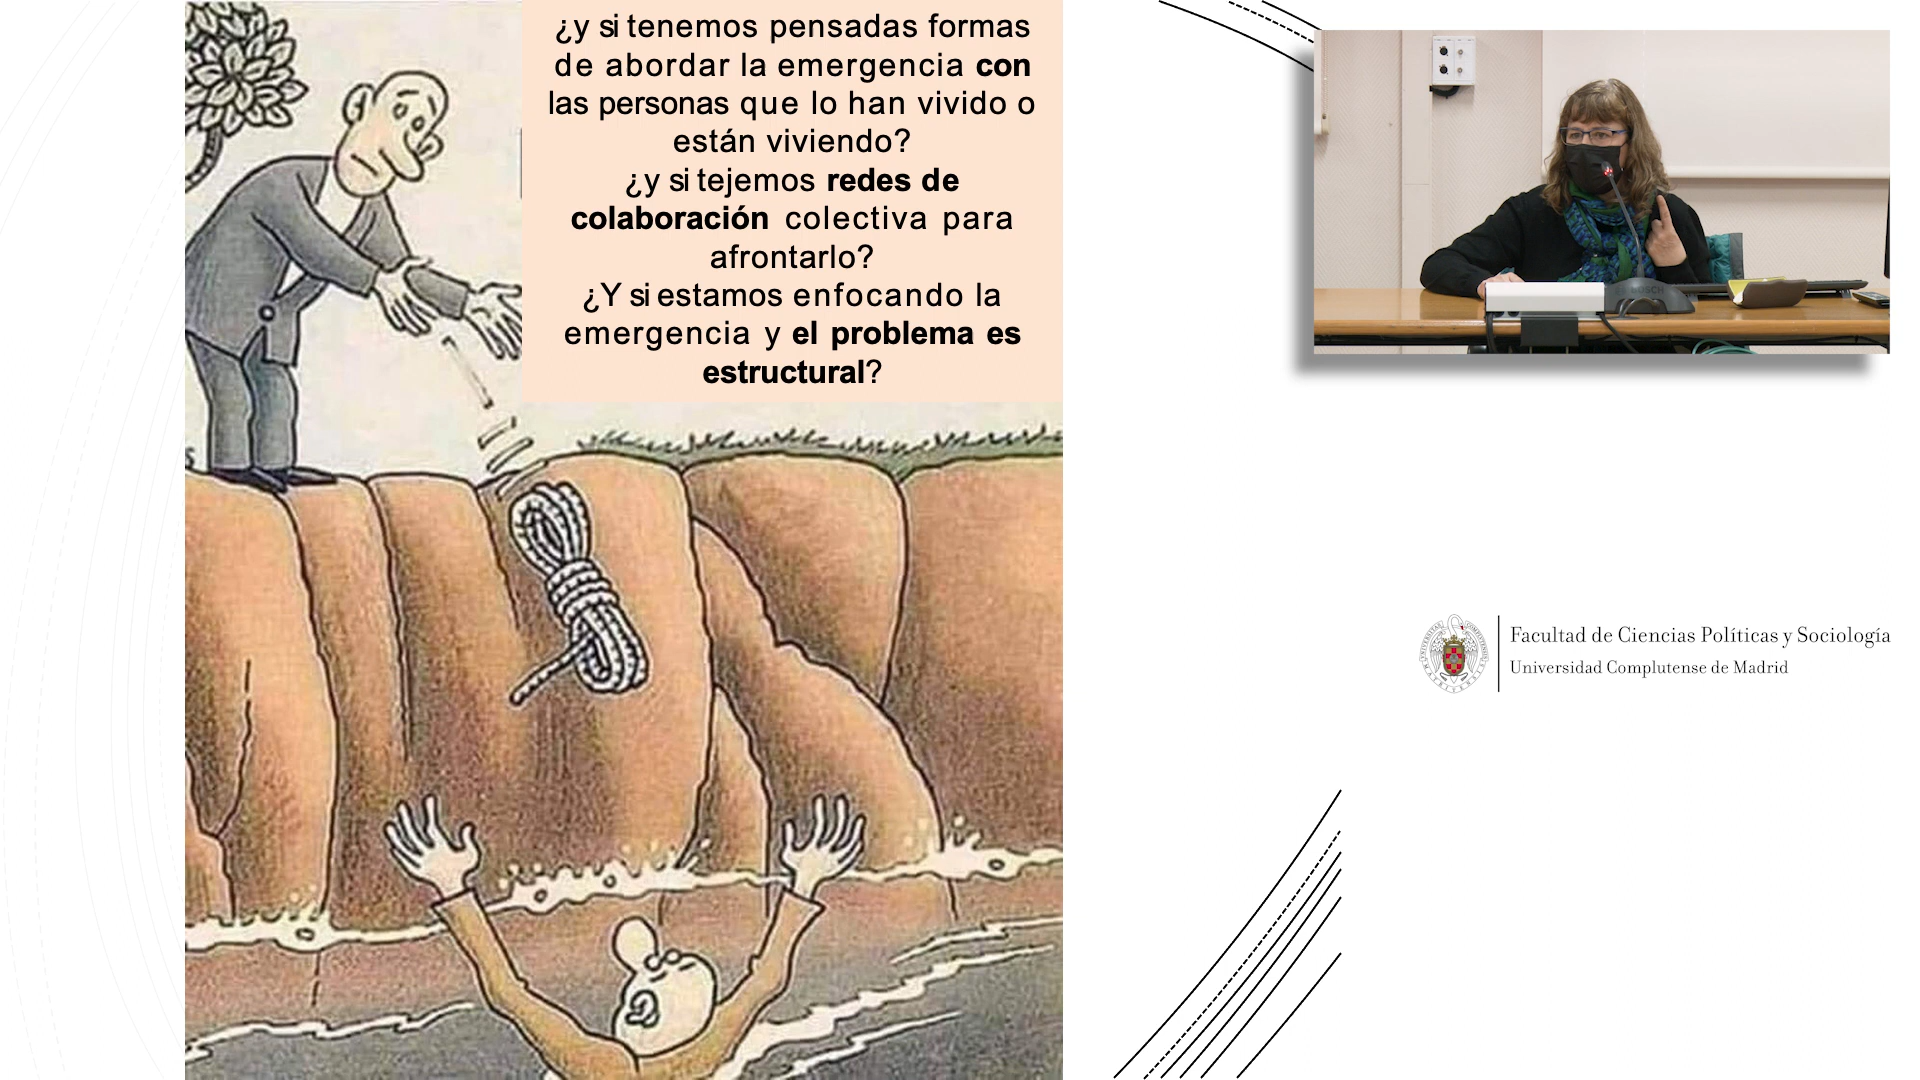 ¿y si tenemos pensadas formas
de abordar la emergencia con
las personas que lo han vivido o
están viviendo?
¿y si tejemos redes de
colaboración colectiva para
afrontarlo?
¿Y si estamos enfocando la
emergencia y el problema es
estructural?
BOSCH
Facultad de Ciencias Políticas y Sociología
Universidad Complutense de Madrid